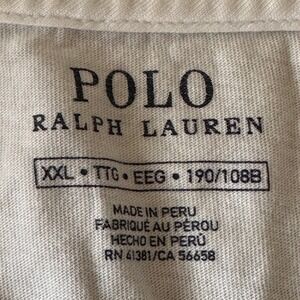 POLO
RALPH LAUREN
XXL • TTG • EEG • 190/108B
MADE IN PERU
FABRIQUÉ AU PÉROU
HECHO EN PERÚ
RN 41381/CA 56658